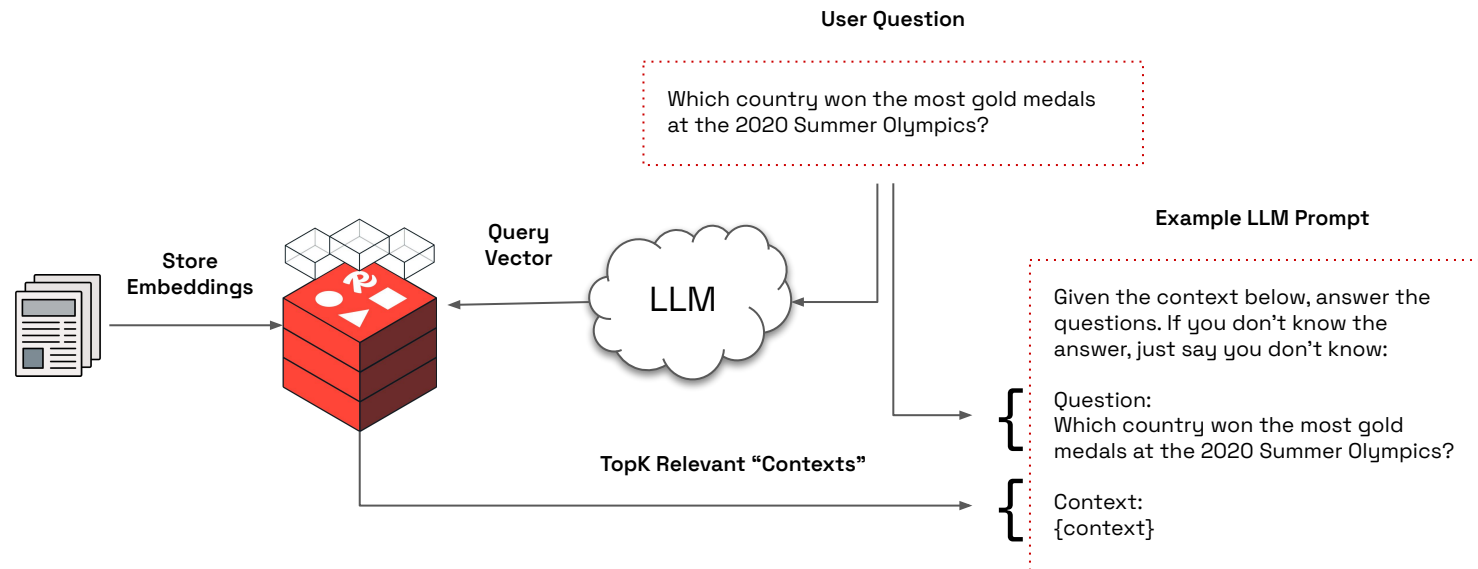 User Question
Which country won the most gold medals
at the 2020 Summer Olympics?
Example LLM Prompt
Query
Vector
Store
Embeddings
LLM
Given the context below, answer the
questions. If you don’t know the
answer, just say you don’t know:
{
Question:
Which country won the most gold
medals at the 2020 Summer Olympics?
TopK Relevant “Contexts”
{
Context:
{context}